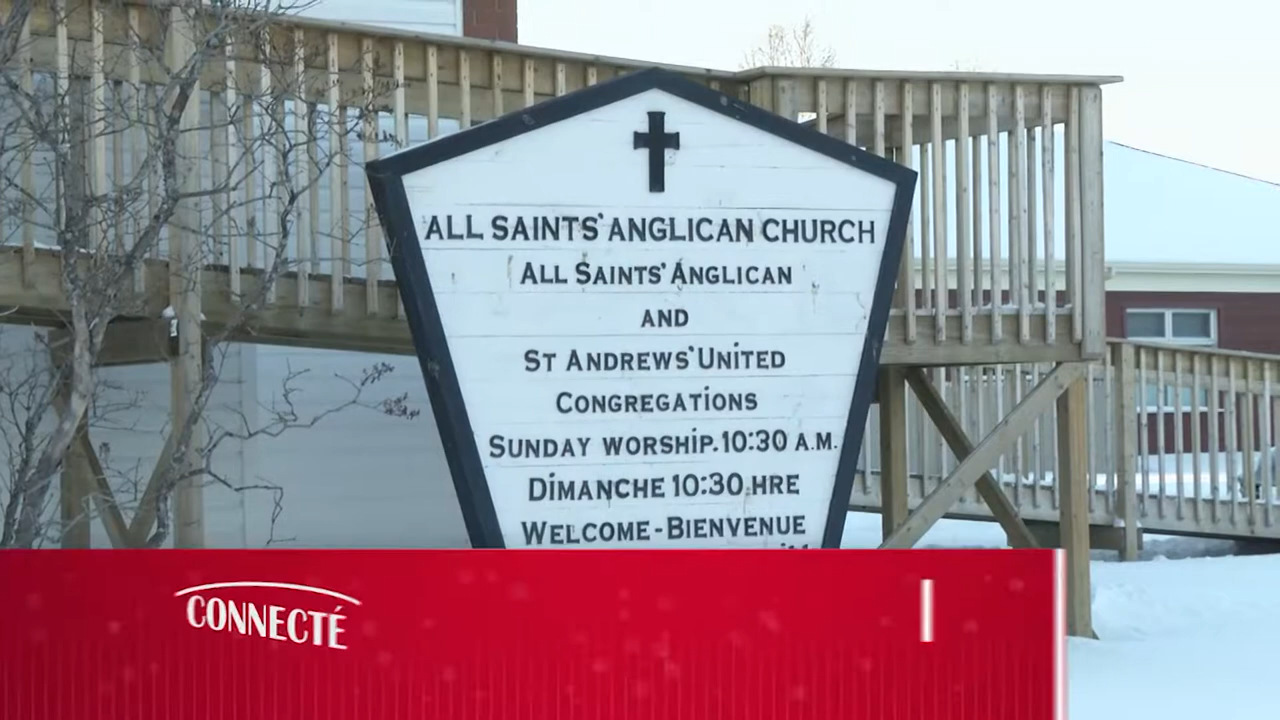 ALL SAINTS' ANGLICAN CHURCH
ALL SAINTS' ANGLICAN
AND
ST ANDREWS' UNITED
CONGREGATIONS
SUNDAY WORSHIP. 10:30 A.M.
DIMANCHE 10:30 HRE
WELCOME - BIENVENUE
CONNECTÉ